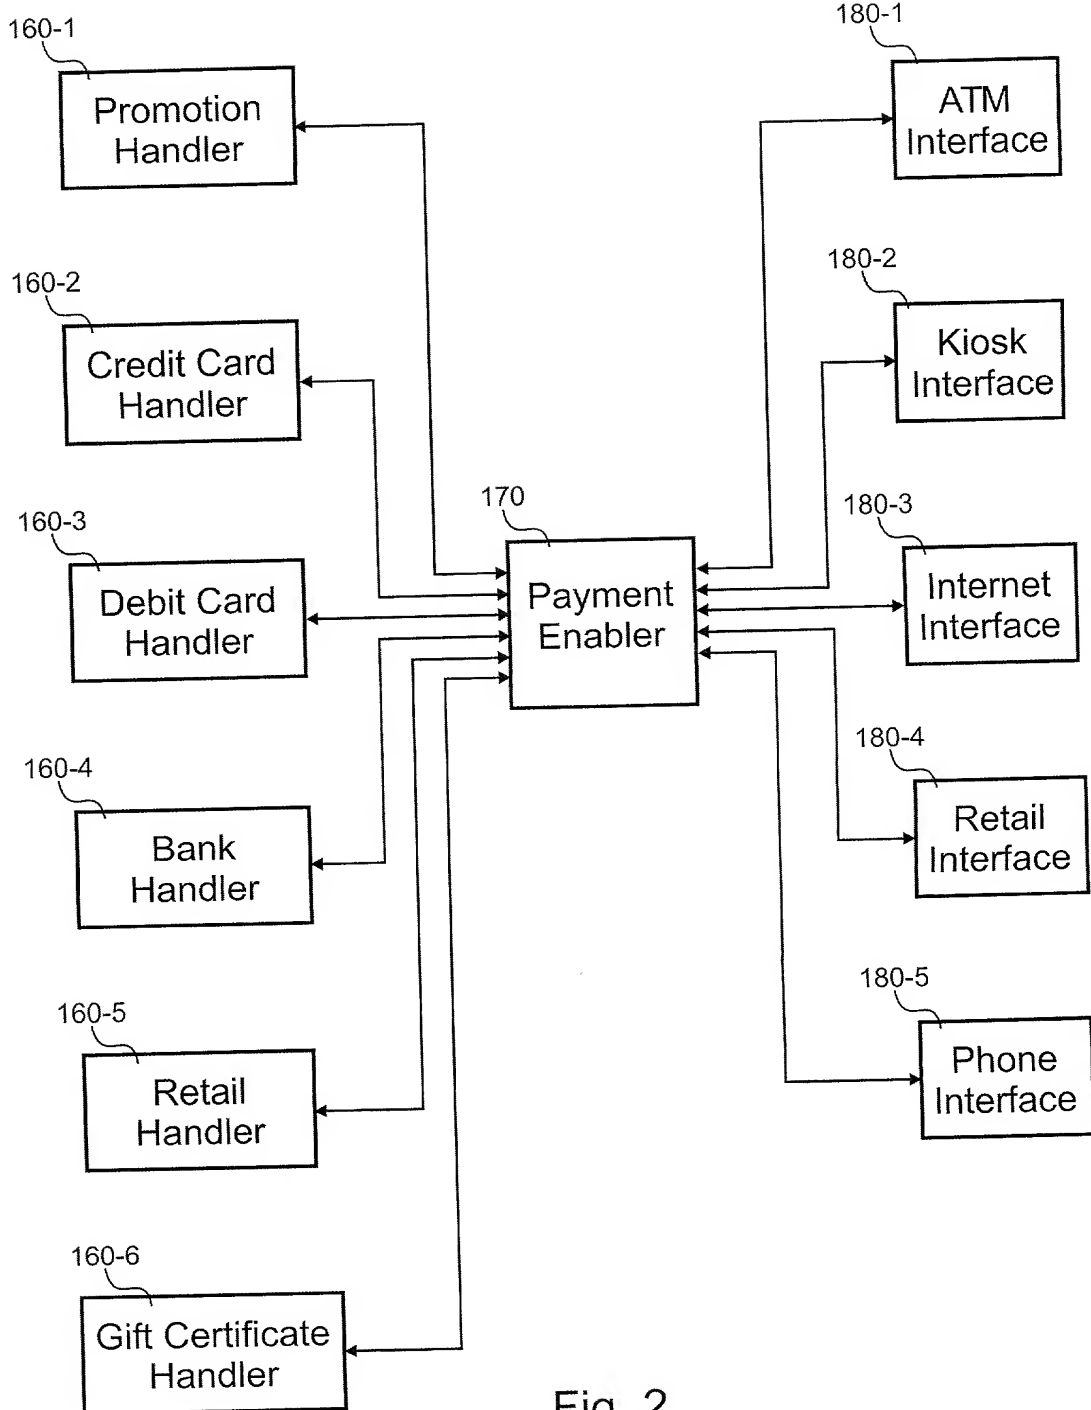 160-1
Promotion
Handler
160-2
Credit Card
Handler
160-3
Debit Card
Handler
160-4
Bank
Handler
160-5
Retail
Handler
160-6
Gift Certificate
Handler
170
Payment
Enabler
180-1
ATM
Interface
180-2
Kiosk
Interface
180-3
Internet
Interface
180-4
Retail
Interface
180-5
Phone
Interface
Fig. 2